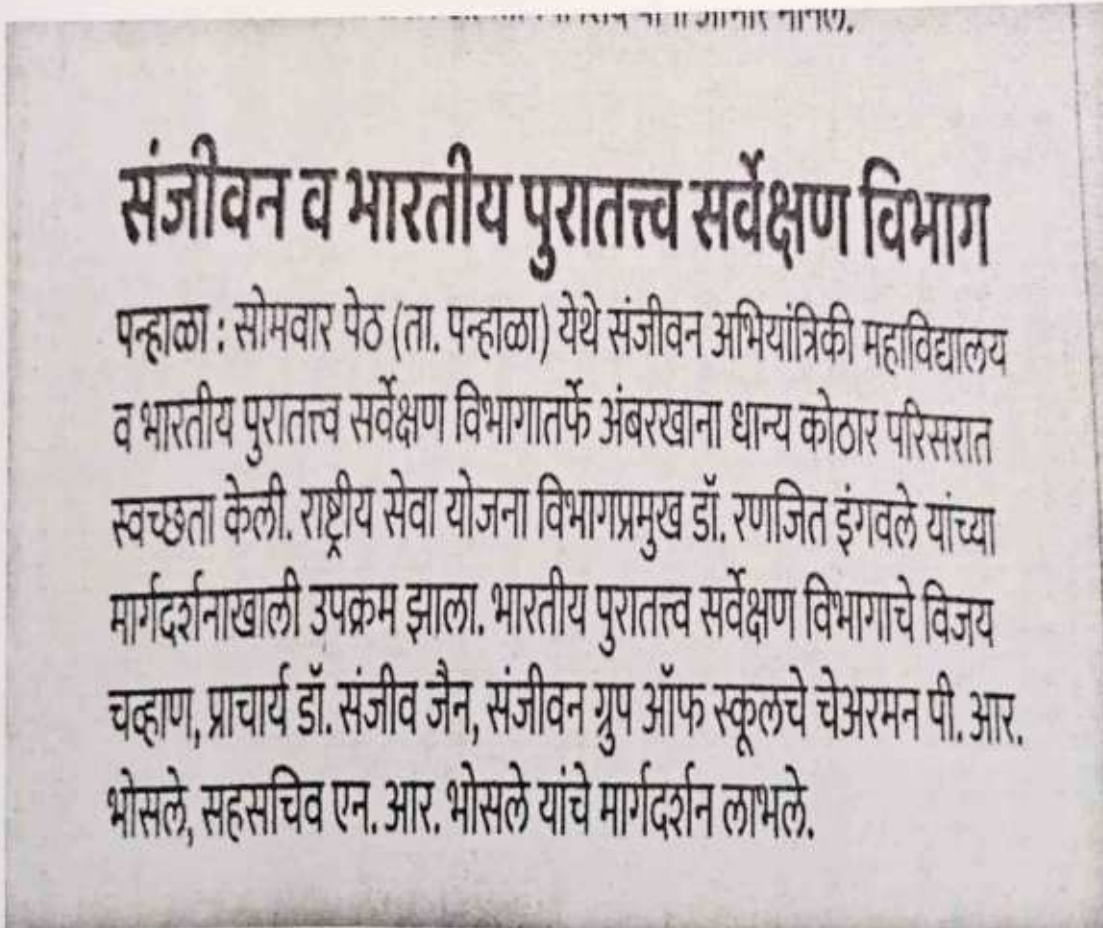 मानले.
संजीवन व भारतीय पुरातत्त्व सर्वेक्षण विभाग
पन्हाळा : सोमवार पेठ (ता. पन्हाळा) येथे संजीवन अभियांत्रिकी महाविद्यालय
व भारतीय पुरातत्त्व सर्वेक्षण विभागातर्फे अंबरखाना धान्य कोठार परिसरात
स्वच्छता केली. राष्ट्रीय सेवा योजना विभागप्रमुख डॉ. रणजित इंगवले यांच्या
मार्गदर्शनाखाली उपक्रम झाला. भारतीय पुरातत्त्व सर्वेक्षण विभागाचे विजय
चव्हाण, प्राचार्य डॉ. संजीव जैन, संजीवन ग्रुप ऑफ स्कूलचे चेअरमन पी. आर.
भोसले, सहसचिव एन. आर. भोसले यांचे मार्गदर्शन लाभले.